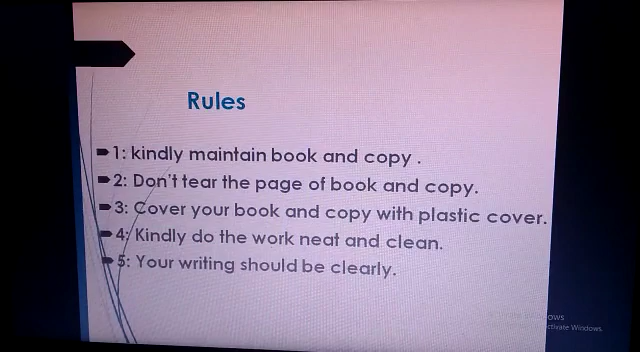 Rules
1: kindly maintain book and copy .
2: Don't tear the page of book and copy.
3: Cover your book and copy with plastic cover.
4: Kindly do the work neat and clean.
5: Your writing should be clearly.